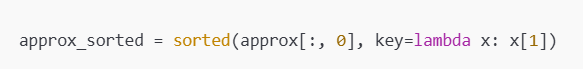 approx_sorted = sorted(approx[:, 0], key=lambda x: x[1])